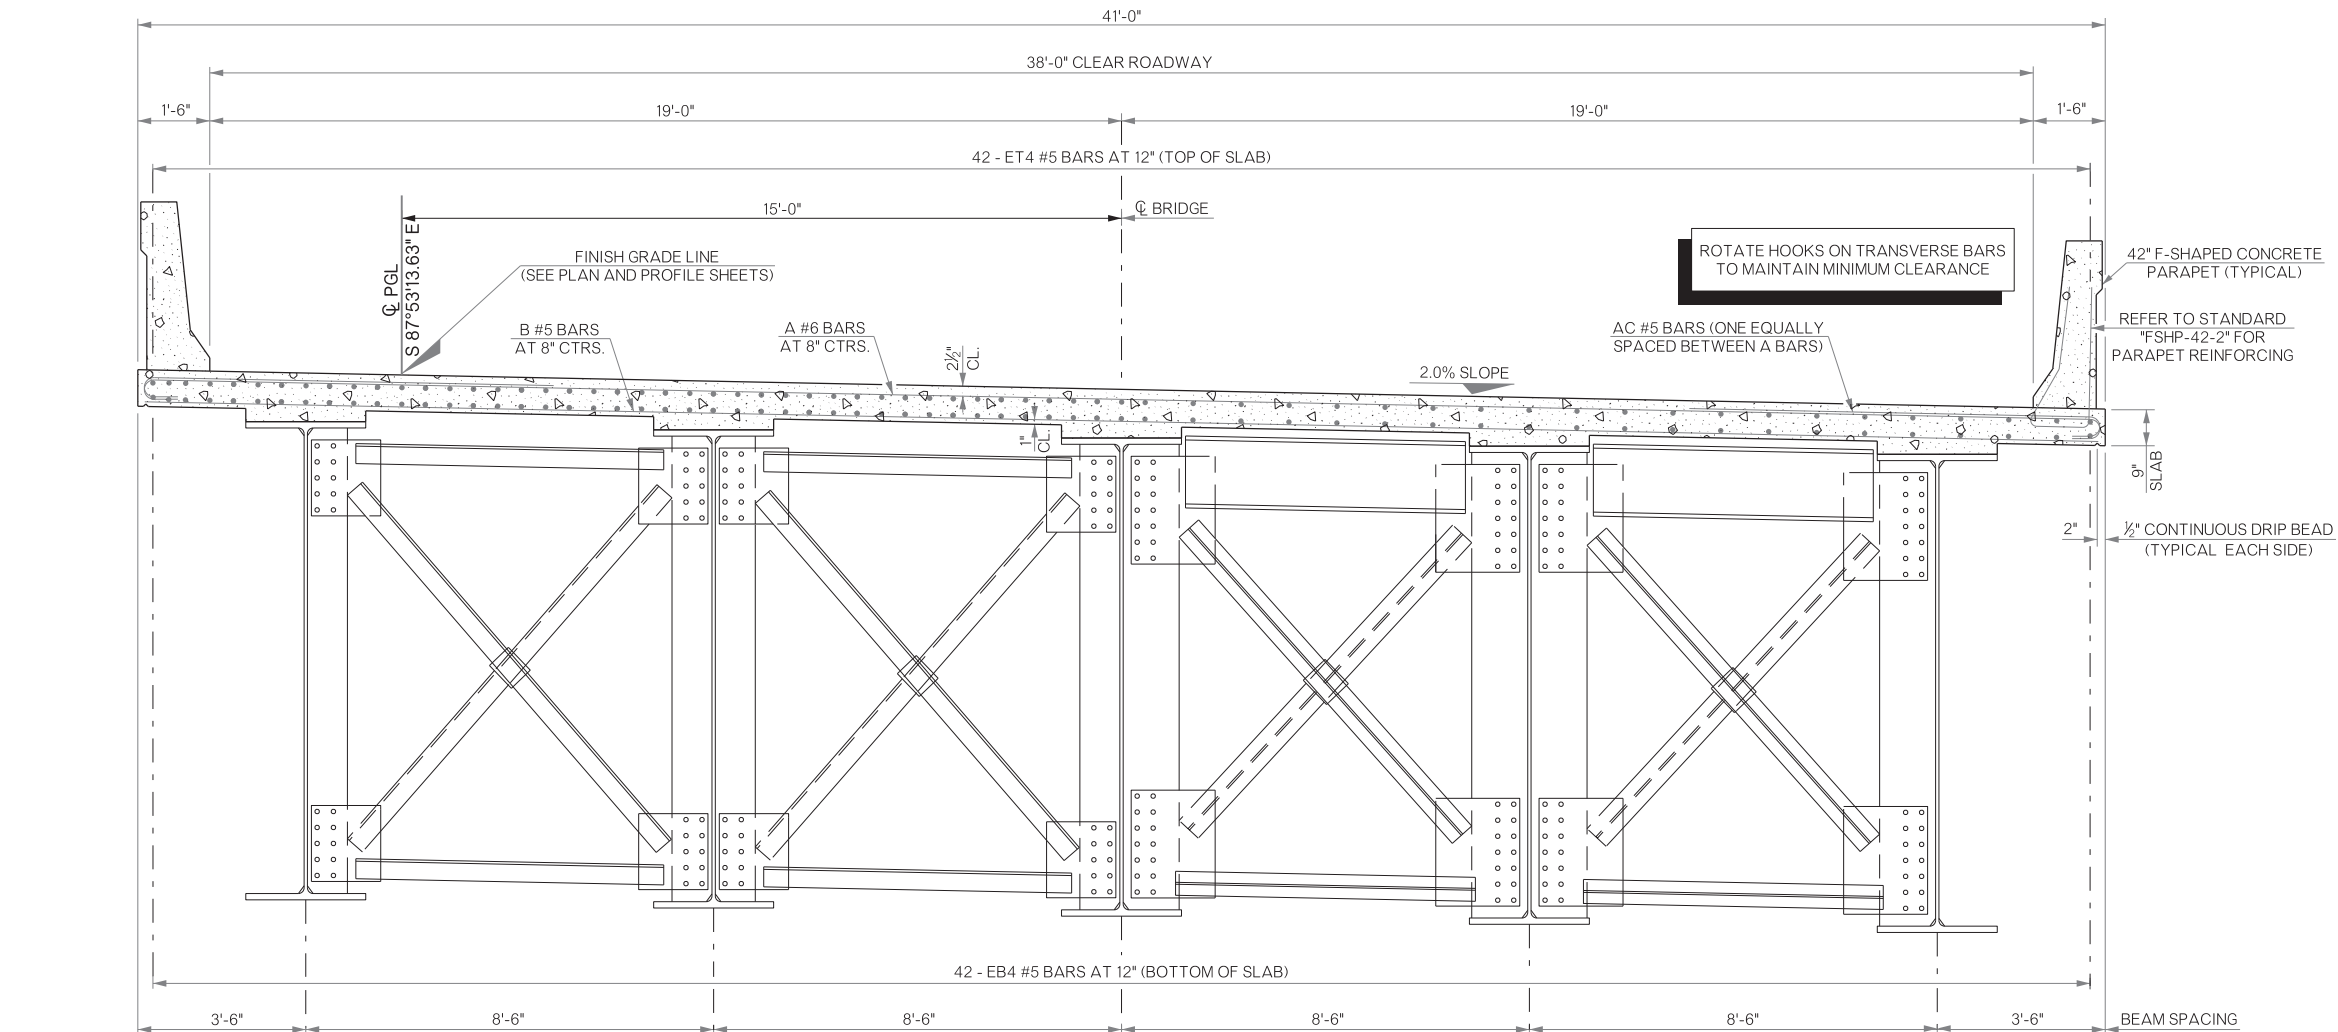 41'-0"
38'-0" CLEAR ROADWAY
1'-6"
19'-0"
19'-0"
1'-6"
42 - ET4 #5 BARS AT 12" (TOP OF SLAB)
15'-0"
℄ BRIDGE
℄ PGL
S 87°53'13.63" E
FINISH GRADE LINE
(SEE PLAN AND PROFILE SHEETS)
ROTATE HOOKS ON TRANSVERSE BARS
TO MAINTAIN MINIMUM CLEARANCE
42" F-SHAPED CONCRETE
PARAPET (TYPICAL)
B #5 BARS
AT 8" CTRS.
A #6 BARS
AT 8" CTRS.
2½"
CL.
AC #5 BARS (ONE EQUALLY
SPACED BETWEEN A BARS)
REFER TO STANDARD
"FSHP-42-2" FOR
PARAPET REINFORCING
2.0% SLOPE
1"
CL.
9"
SLAB
2"
½" CONTINUOUS DRIP BEAD
(TYPICAL EACH SIDE)
42 - EB4 #5 BARS AT 12" (BOTTOM OF SLAB)
3'-6"
8'-6"
8'-6"
8'-6"
8'-6"
3'-6"
BEAM SPACING